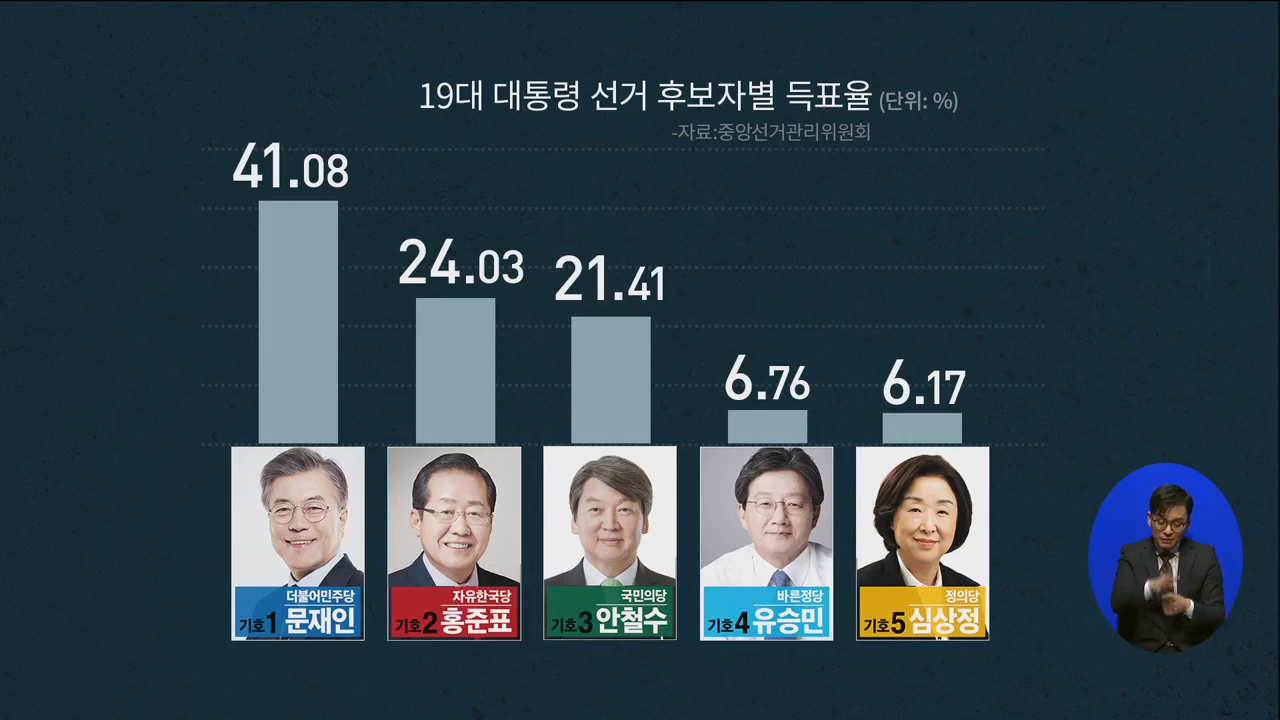 19대 대통령 선거 후보자별 득표율 (단위: %)
-자료:중앙선거관리위원회
41.08
24.03
21.41
6.76
6.17
더불어민주당
기호1 문재인
자유한국당
기호2 홍준표
국민의당
기호3 안철수
바른정당
기호4 유승민
정의당
기호5 심상정